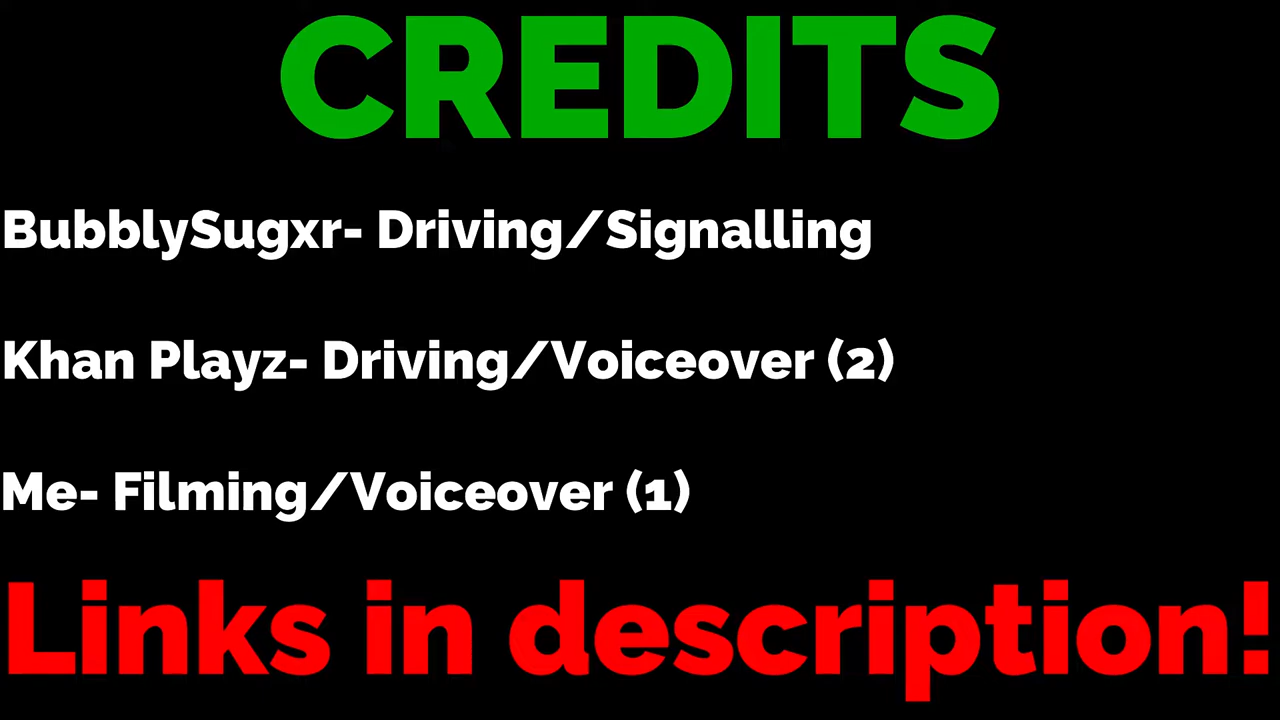 CREDITS
BubblySugxr- Driving/Signalling
Khan Playz- Driving/Voiceover (2)
Me- Filming/Voiceover (1)
Links in description!